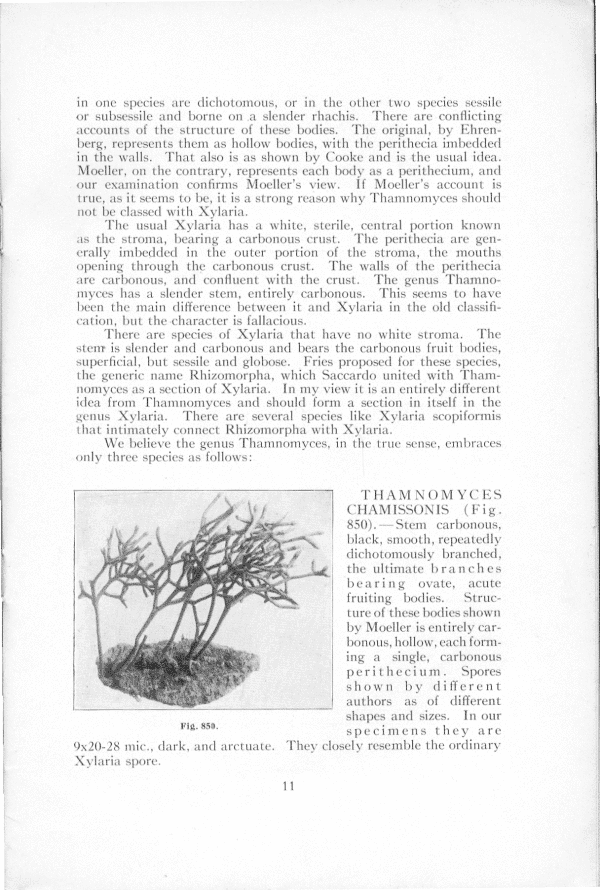 in one species are dichotomous, or in the other two species sessile
or subsessile and borne on a slender rhachis. There are conflicting
accounts of the structure of these bodies. The original, by Ehren-
berg, represents them as hollow bodies, with the perithecia imbedded
in the walls. That also is as shown by Cooke and is the usual idea.
Moeller, on the contrary, represents each body as a perithecium, and
our examination confirms Moeller's view. If Moeller's account is
true, as it seems to be, it is a strong reason why Thamnomyces should
not be classed with Xylaria.
The usual Xylaria has a white, sterile, central portion known
as the stroma, bearing a carbonous crust. The perithecia are gen-
erally imbedded in the outer portion of the stroma, the mouths
opening through the carbonous crust. The walls of the perithecia
are carbonous, and confluent with the crust. The genus Thamno-
myces has a slender stem, entirely carbonous. This seems to have
been the main difference between it and Xylaria in the old classifi-
cation, but the character is fallacious.
There are species of Xylaria that have no white stroma. The
stem is slender and carbonous and bears the carbonous fruit bodies,
superficial, but sessile and globose. Fries proposed for these species,
the generic name Rhizomorpha, which Saccardo united with Tham-
nomyces as a section of Xylaria. In my view it is an entirely different
idea from Thamnomyces and should form a section in itself in the
genus Xylaria. There are several species like Xylaria scopiformis
that intimately connect Rhizomorpha with Xylaria.
We believe the genus Thamnomyces, in the true sense, embraces
only three species as follows:
THAMNOMYCES
CHAMISSONIS (Fig.
850).—Stem carbonous,
black, smooth, repeatedly
dichotomously branched,
the ultimate branches
bearing ovate, acute
fruiting bodies. Struc-
ture of these bodies shown
by Moeller is entirely car-
bonous, hollow, each form-
ing a single, carbonous
perithecium. Spores
shown by different
authors as of different
shapes and sizes. In our
specimens they are
Fig. 850.
9x20-28 mic., dark, and arctuate. They closely resemble the ordinary
Xylaria spore.
11